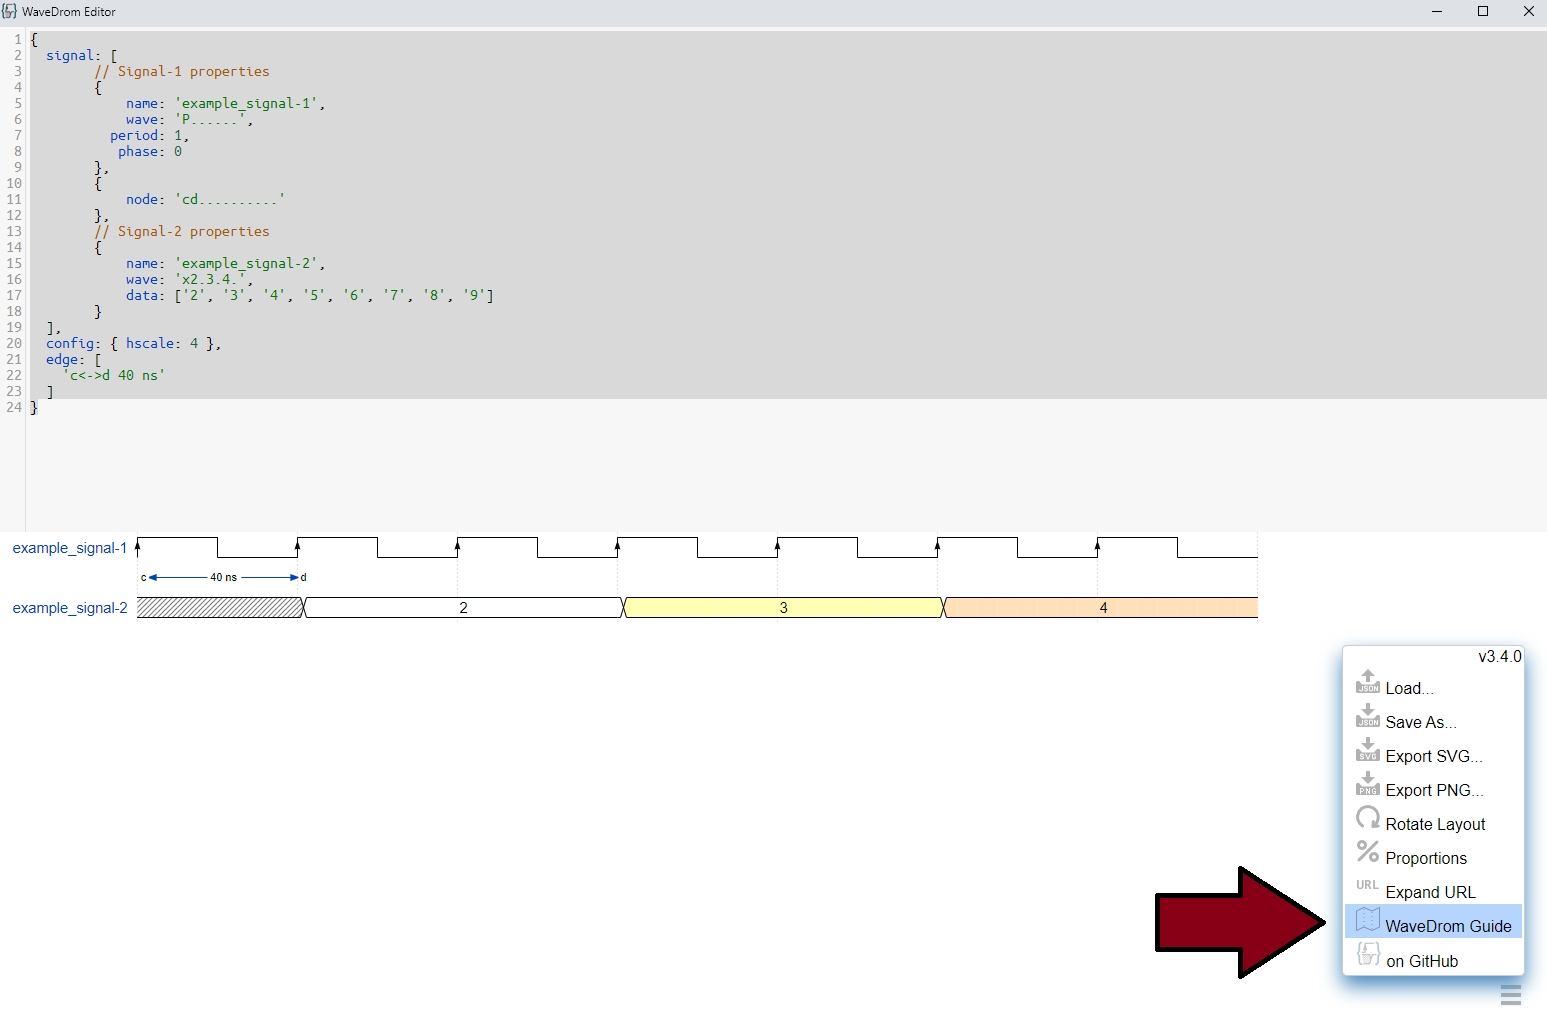 WaveDrom Editor
1 {
2   signal: [
3         // Signal-1 properties
4         {
5             name: 'example_signal-1',
6             wave: 'P......',
7           period: 1,
8            phase: 0
9         },
10         {
11             node: 'cd..........'
12         },
13         // Signal-2 properties
14         {
15             name: 'example_signal-2',
16             wave: 'x2.3.4.',
17             data: ['2', '3', '4', '5', '6', '7', '8', '9']
18         }
19   ],
20   config: { hscale: 4 },
21   edge: [
22     'c<->d 40 ns'
23   ]
24 }
example_signal-1
c 40 ns d
example_signal-2 2 3 4
v3.4.0
JSON Load...
JSON Save As...
SVG Export SVG...
PNG Export PNG...
Rotate Layout
% Proportions
URL Expand URL
WaveDrom Guide
on GitHub